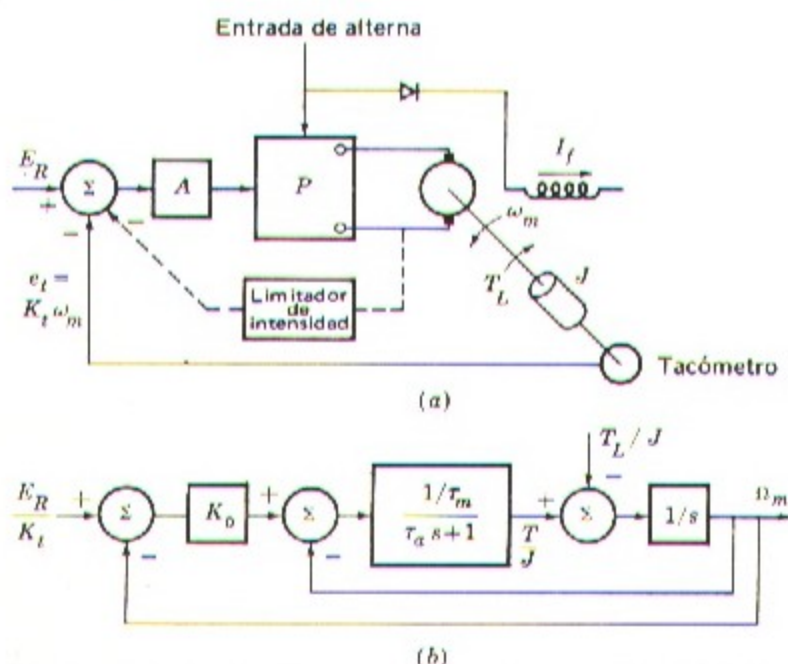 Entrada de alterna
I_f
E_R
+
Σ
A
P
−
−
ω_m
T_L
J
e_t =
K_t ω_m
Limitador
de
intensidad
Tacómetro
(a)
T_L / J
−
E_R / K_t
+
Σ
K_0
+
Σ
1/τ_m
τ_a s+1
+
Σ
1/s
Ω_m
T / J
−
−
(b)